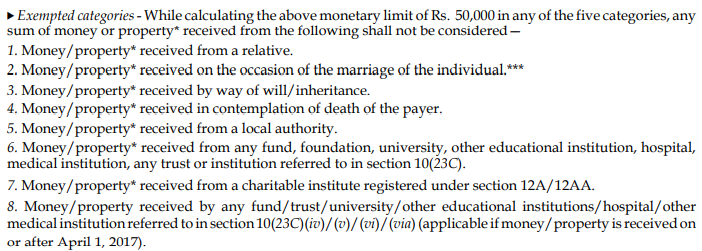 ▸ Exempted categories - While calculating the above monetary limit of Rs. 50,000 in any of the five categories, any
sum of money or property* received from the following shall not be considered —
1. Money/property* received from a relative.
2. Money/property* received on the occasion of the marriage of the individual.***
3. Money/property* received by way of will/inheritance.
4. Money/property* received in contemplation of death of the payer.
5. Money/property* received from a local authority.
6. Money/property* received from any fund, foundation, university, other educational institution, hospital,
medical institution, any trust or institution referred to in section 10(23C).
7. Money/property* received from a charitable institute registered under section 12A/12AA.
8. Money/property received by any fund/trust/university/other educational institutions/hospital/other
medical institution referred to in section 10(23C)(iv)/(v)/(vi)/(via) (applicable if money/property is received on
or after April 1, 2017).